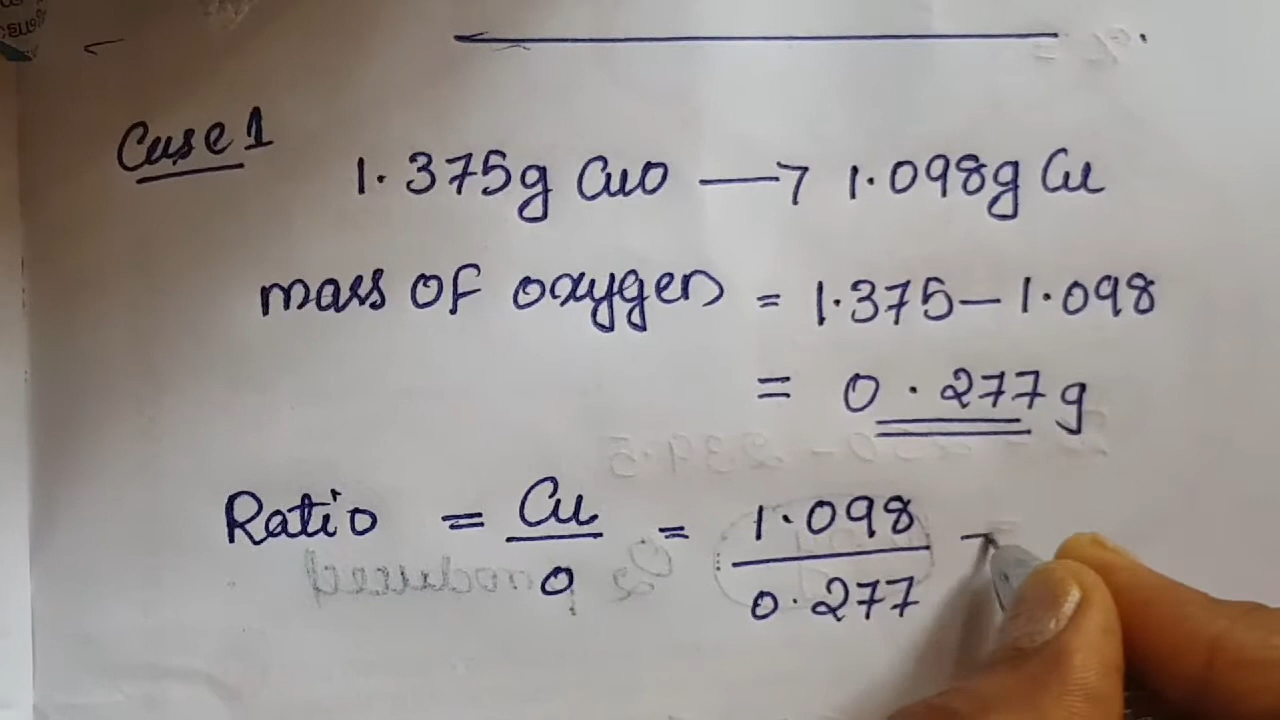 Case 1
1.375g CuO → 1.098g Cu
mass of oxygen = 1.375 - 1.098
= 0.277g
Ratio = Cu/O = 1.098/0.277 -